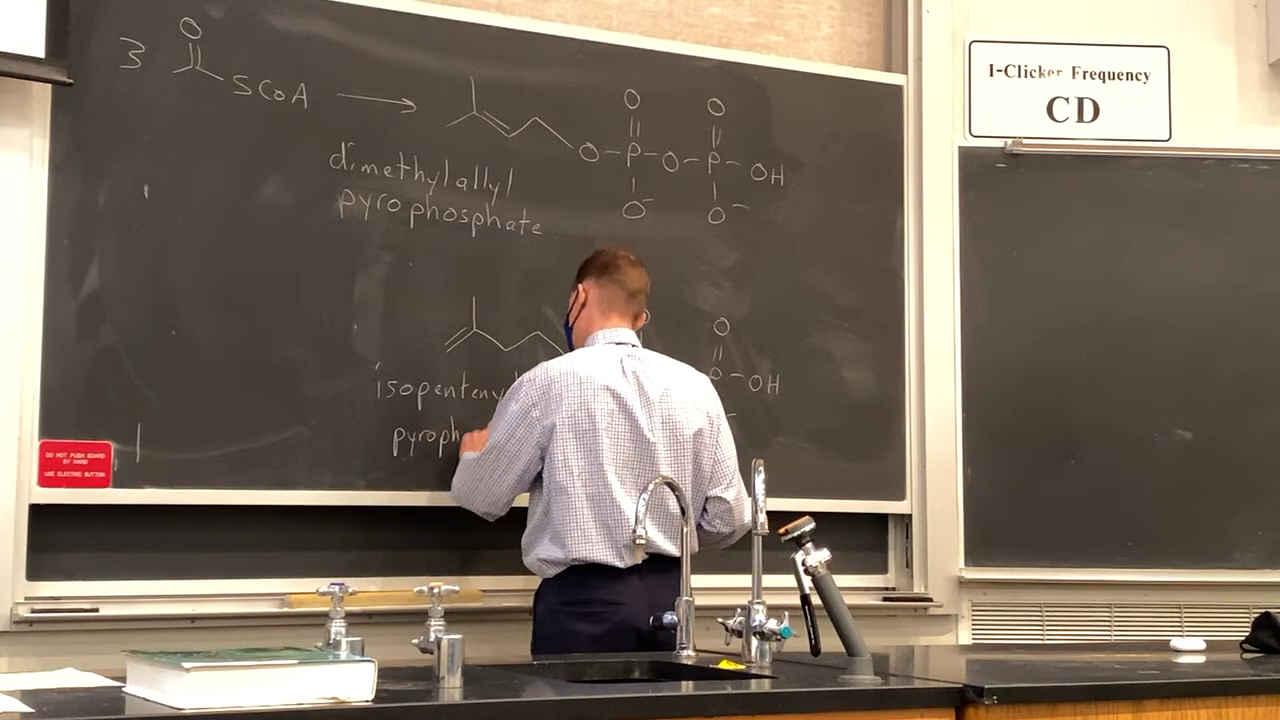 3
O
SCoA
O O
O-P-O-P-OH
O⁻ O⁻
dimethylallyl
pyrophosphate
O
OH
isopenteny
pyroph
I-Clicker Frequency
CD
DO NOT PUSH BOARD
BY HAND
USE ELECTRIC BUTTON